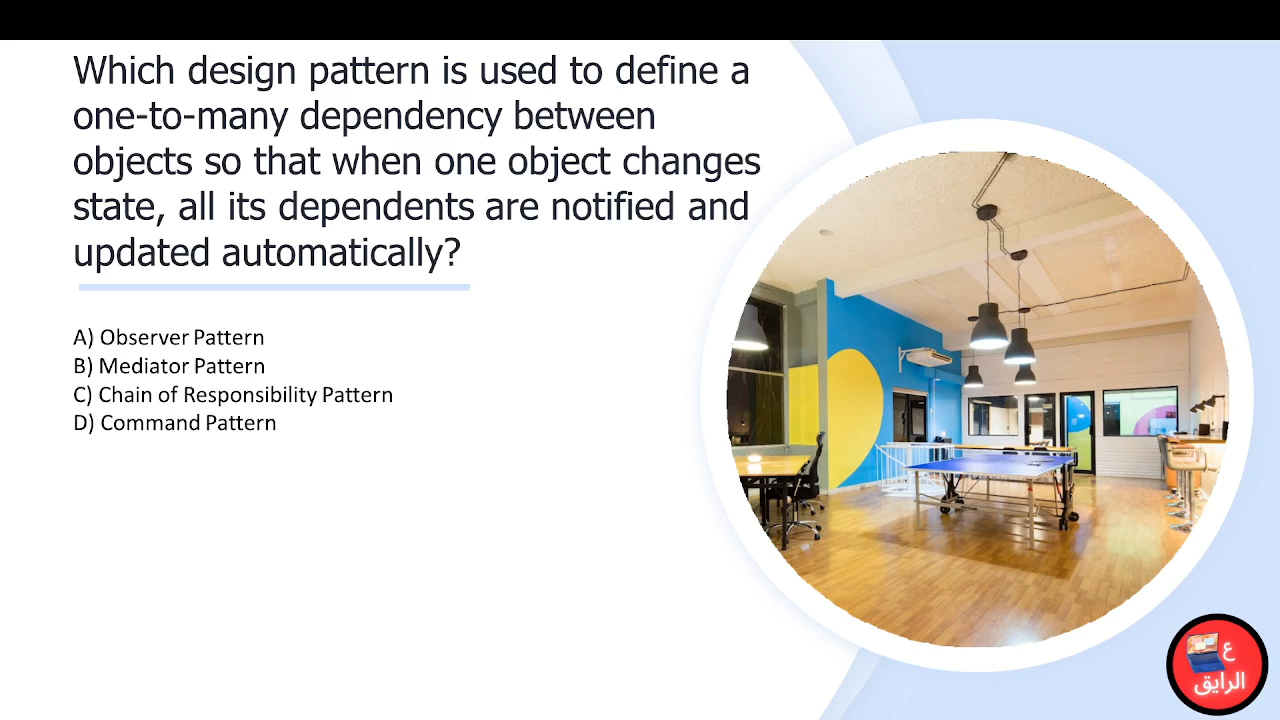 Which design pattern is used to define a
one-to-many dependency between
objects so that when one object changes
state, all its dependents are notified and
updated automatically?
A) Observer Pattern
B) Mediator Pattern
C) Chain of Responsibility Pattern
D) Command Pattern
ع
الرايق